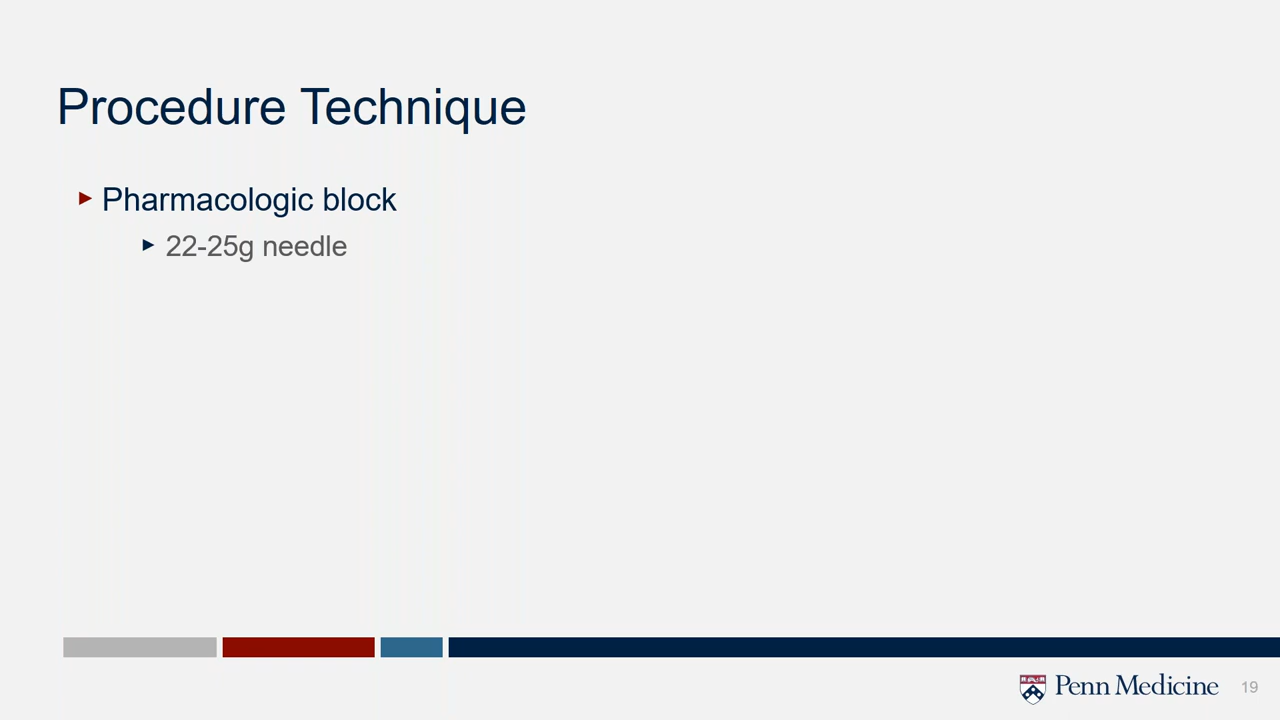 Procedure Technique
Pharmacologic block
22-25g needle
Penn Medicine
19